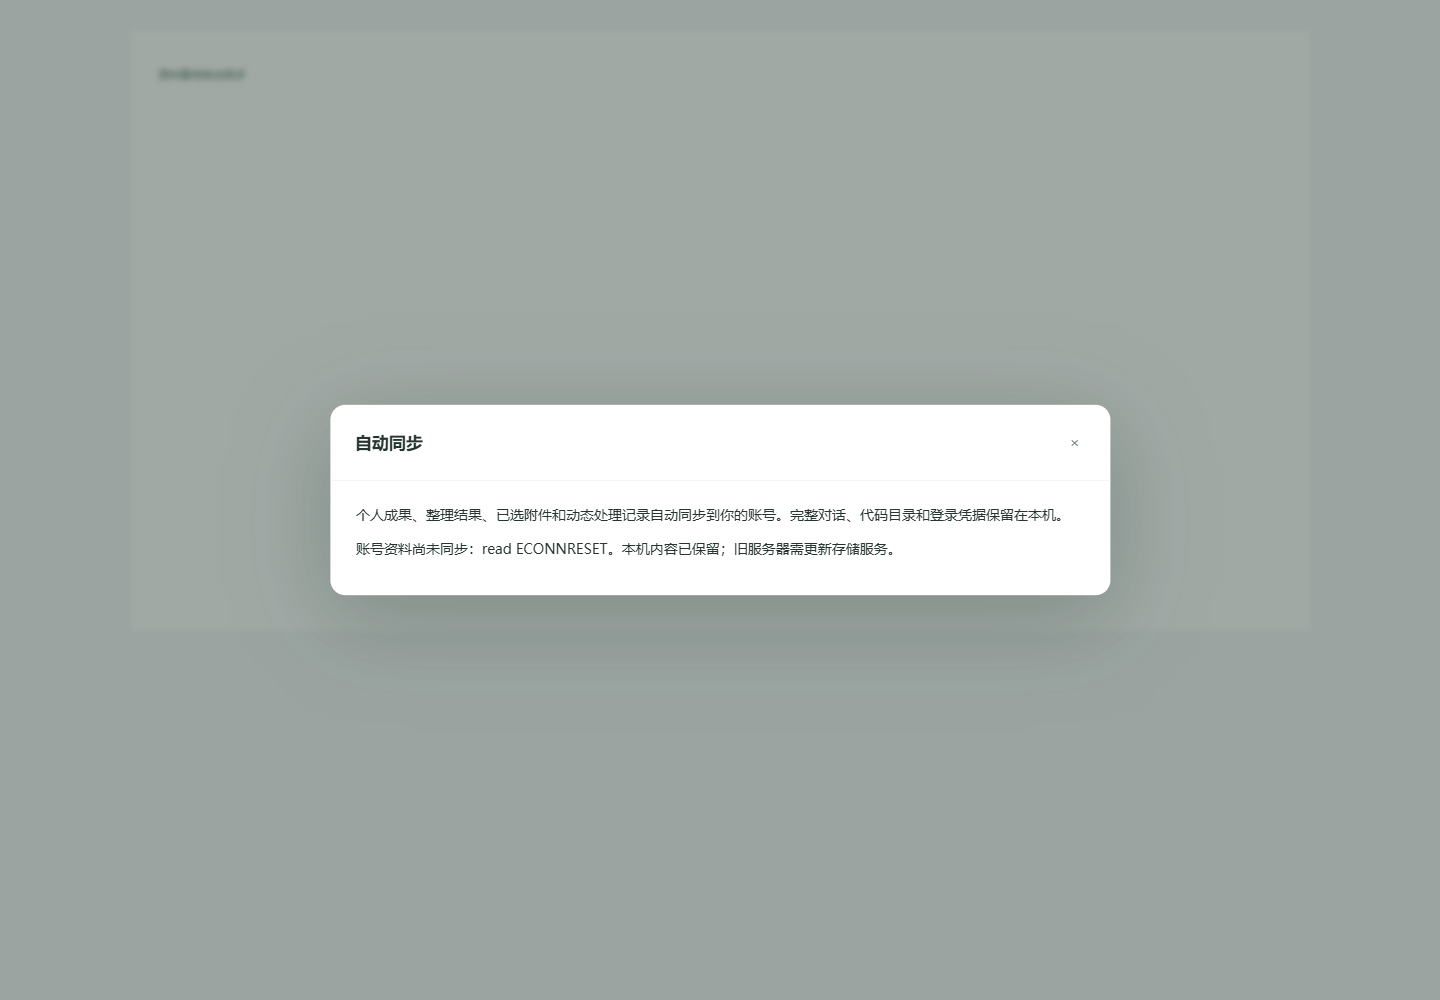 自动同步
×
个人成果、整理结果、已选附件和动态处理记录自动同步到你的账号。完整对话、代码目录和登录凭据保留在本机。
账号资料尚未同步：read ECONNRESET。本机内容已保留；旧服务器需更新存储服务。